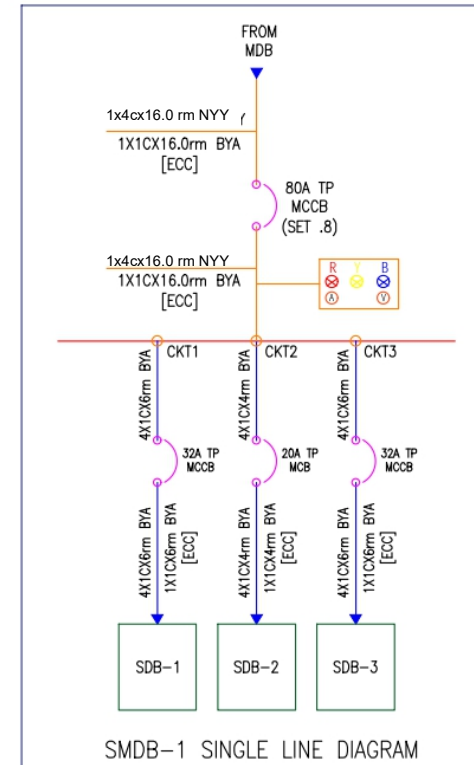 FROM
MDB
1x4cx16.0 rm NYY Y
1X1CX16.0rm BYA
[ECC]
80A TP
MCCB
(SET .8)
1x4cx16.0 rm NYY
1X1CX16.0rm BYA
[ECC]
R Y B
A V
CKT1
CKT2
CKT3
4X1CX6rm BYA
4X1CX4rm BYA
4X1CX6rm BYA
32A TP
MCCB
20A TP
MCB
32A TP
MCCB
4X1CX6rm BYA
1X1CX6rm BYA
[ECC]
4X1CX4rm BYA
1X1CX4rm BYA
[ECC]
4X1CX6rm BYA
1X1CX6rm BYA
[ECC]
SDB-1
SDB-2
SDB-3
SMDB-1 SINGLE LINE DIAGRAM